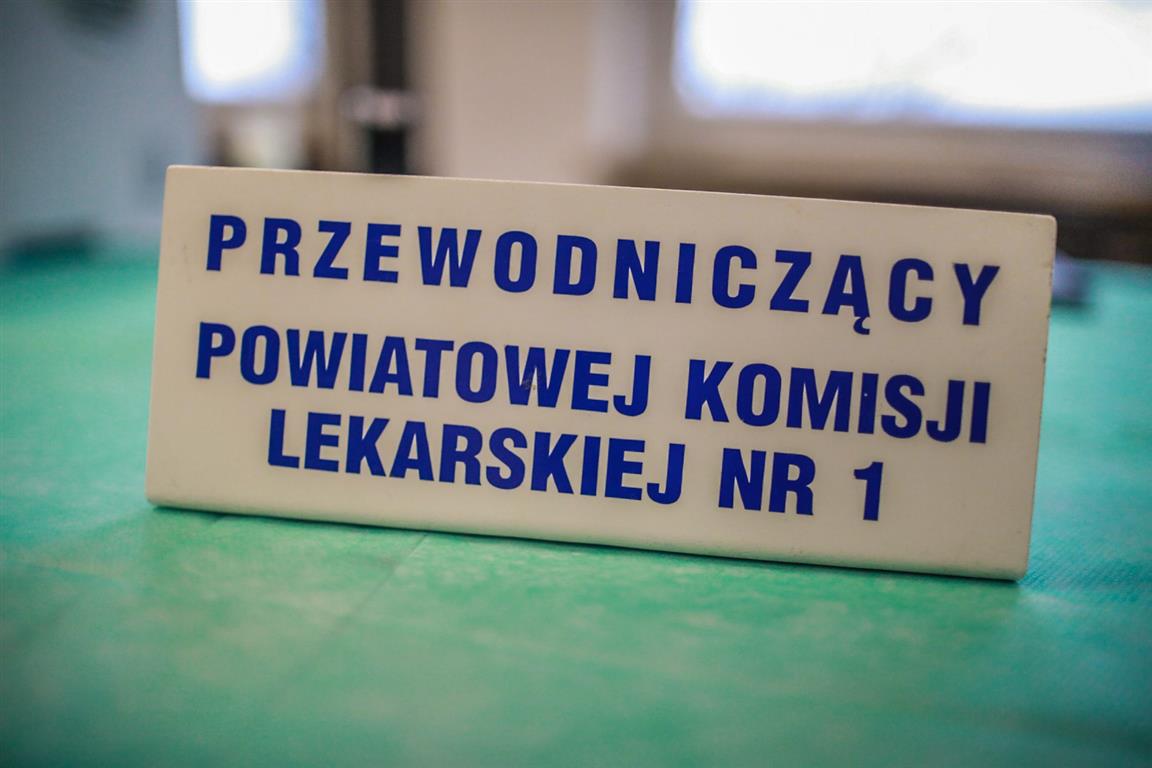 PRZEWODNICZĄCY
POWIATOWEJ KOMISJI
LEKARSKIEJ NR 1